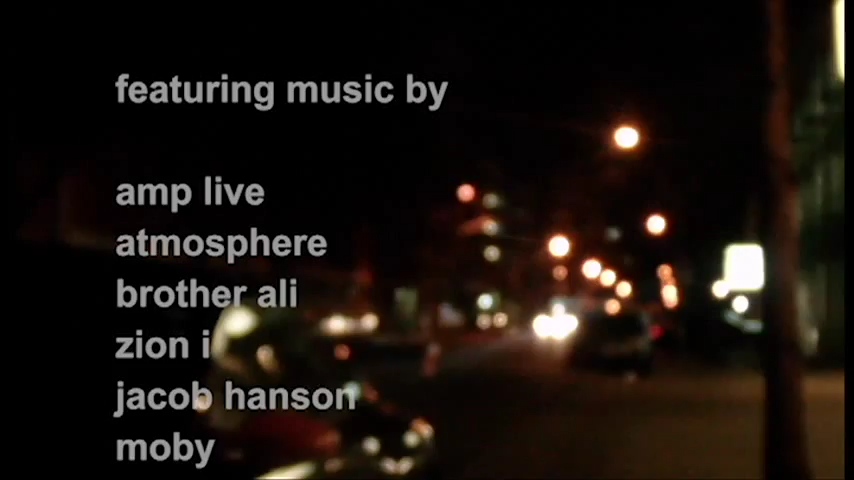 featuring music by
amp live
atmosphere
brother ali
zion i
jacob hanson
moby